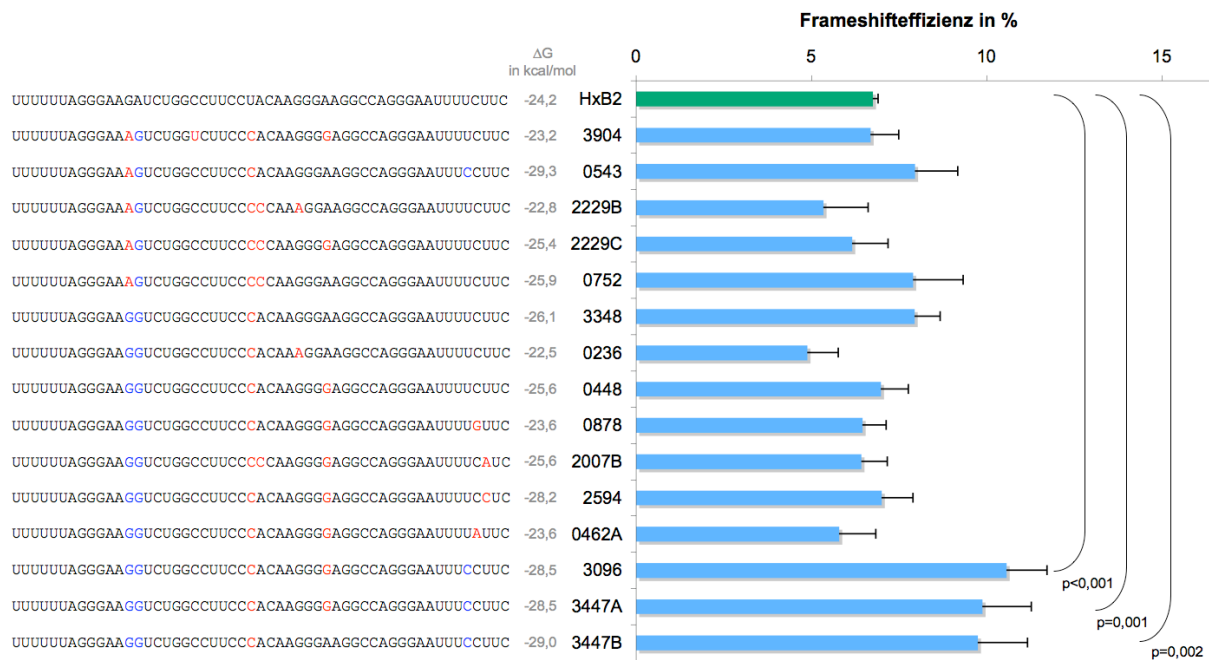 Frameshifteffizienz in %
ΔG
in kcal/mol
0 5 10 15
UUUUUUAGGGAAGAUCUGGCCUUCCUACAAGGGAAGGCCAGGGAAUUUUCUUC -24,2 HxB2
UUUUUUAGGGAAAGUCUGGUCUUCCCACAAGGGGAGGCCAGGGAAUUUUCUUC -23,2 3904
UUUUUUAGGGAAAGUCUGGCCUUCCCACAAGGGAAGGCCAGGGAAUUUCCUUC -29,3 0543
UUUUUUAGGGAAAGUCUGGCCUUCCCCCAAAGGAAGGCCAGGGAAUUUUCUUC -22,8 2229B
UUUUUUAGGGAAAGUCUGGCCUUCCCCCAAGGGGAGGCCAGGGAAUUUUCUUC -25,4 2229C
UUUUUUAGGGAAAGUCUGGCCUUCCCCCAAGGGAAGGCCAGGGAAUUUUCUUC -25,9 0752
UUUUUUAGGGAAGGUCUGGCCUUCCCACAAGGGAAGGCCAGGGAAUUUUCUUC -26,1 3348
UUUUUUAGGGAAGGUCUGGCCUUCCCACAAAGGAAGGCCAGGGAAUUUUCUUC -22,5 0236
UUUUUUAGGGAAGGUCUGGCCUUCCCACAAGGGGAGGCCAGGGAAUUUUCUUC -25,6 0448
UUUUUUAGGGAAGGUCUGGCCUUCCCACAAGGGGAGGCCAGGGAAUUUUGUUC -23,6 0878
UUUUUUAGGGAAGGUCUGGCCUUCCCCCAAGGGGAGGCCAGGGAAUUUUCAUC -25,6 2007B
UUUUUUAGGGAAGGUCUGGCCUUCCCACAAGGGGAGGCCAGGGAAUUUUCCUC -28,2 2594
UUUUUUAGGGAAGGUCUGGCCUUCCCACAAGGGGAGGCCAGGGAAUUUUAUUC -23,6 0462A
UUUUUUAGGGAAGGUCUGGCCUUCCCACAAGGGGAGGCCAGGGAAUUUCCUUC -28,5 3096
p<0,001
UUUUUUAGGGAAGGUCUGGCCUUCCCACAAGGGGAGGCCAGGGAAUUUCCUUC -28,5 3447A
p=0,001
UUUUUUAGGGAAGGUCUGGCCUUCCCACAAGGGAAGGCCAGGGAAUUUCCUUC -29,0 3447B
p=0,002